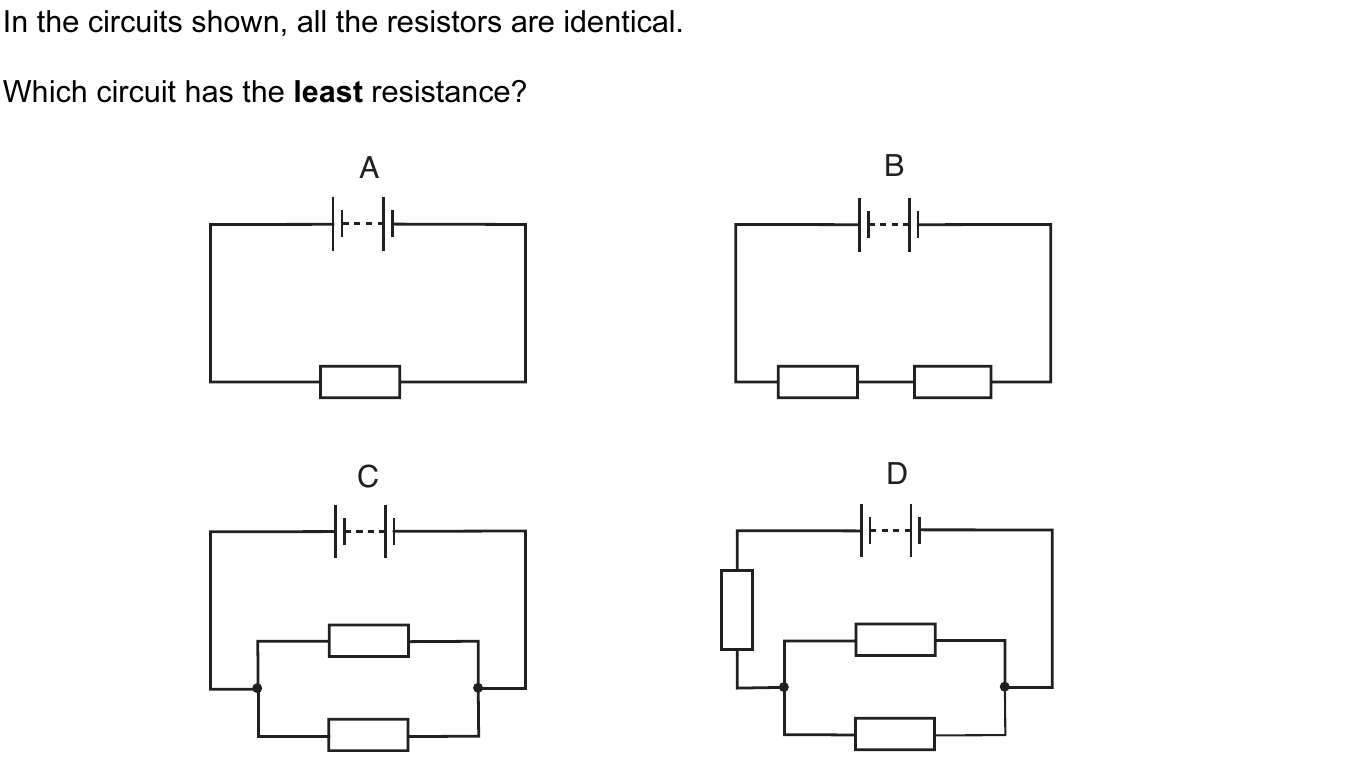 In the circuits shown, all the resistors are identical.
Which circuit has the least resistance?
A
B
C
D